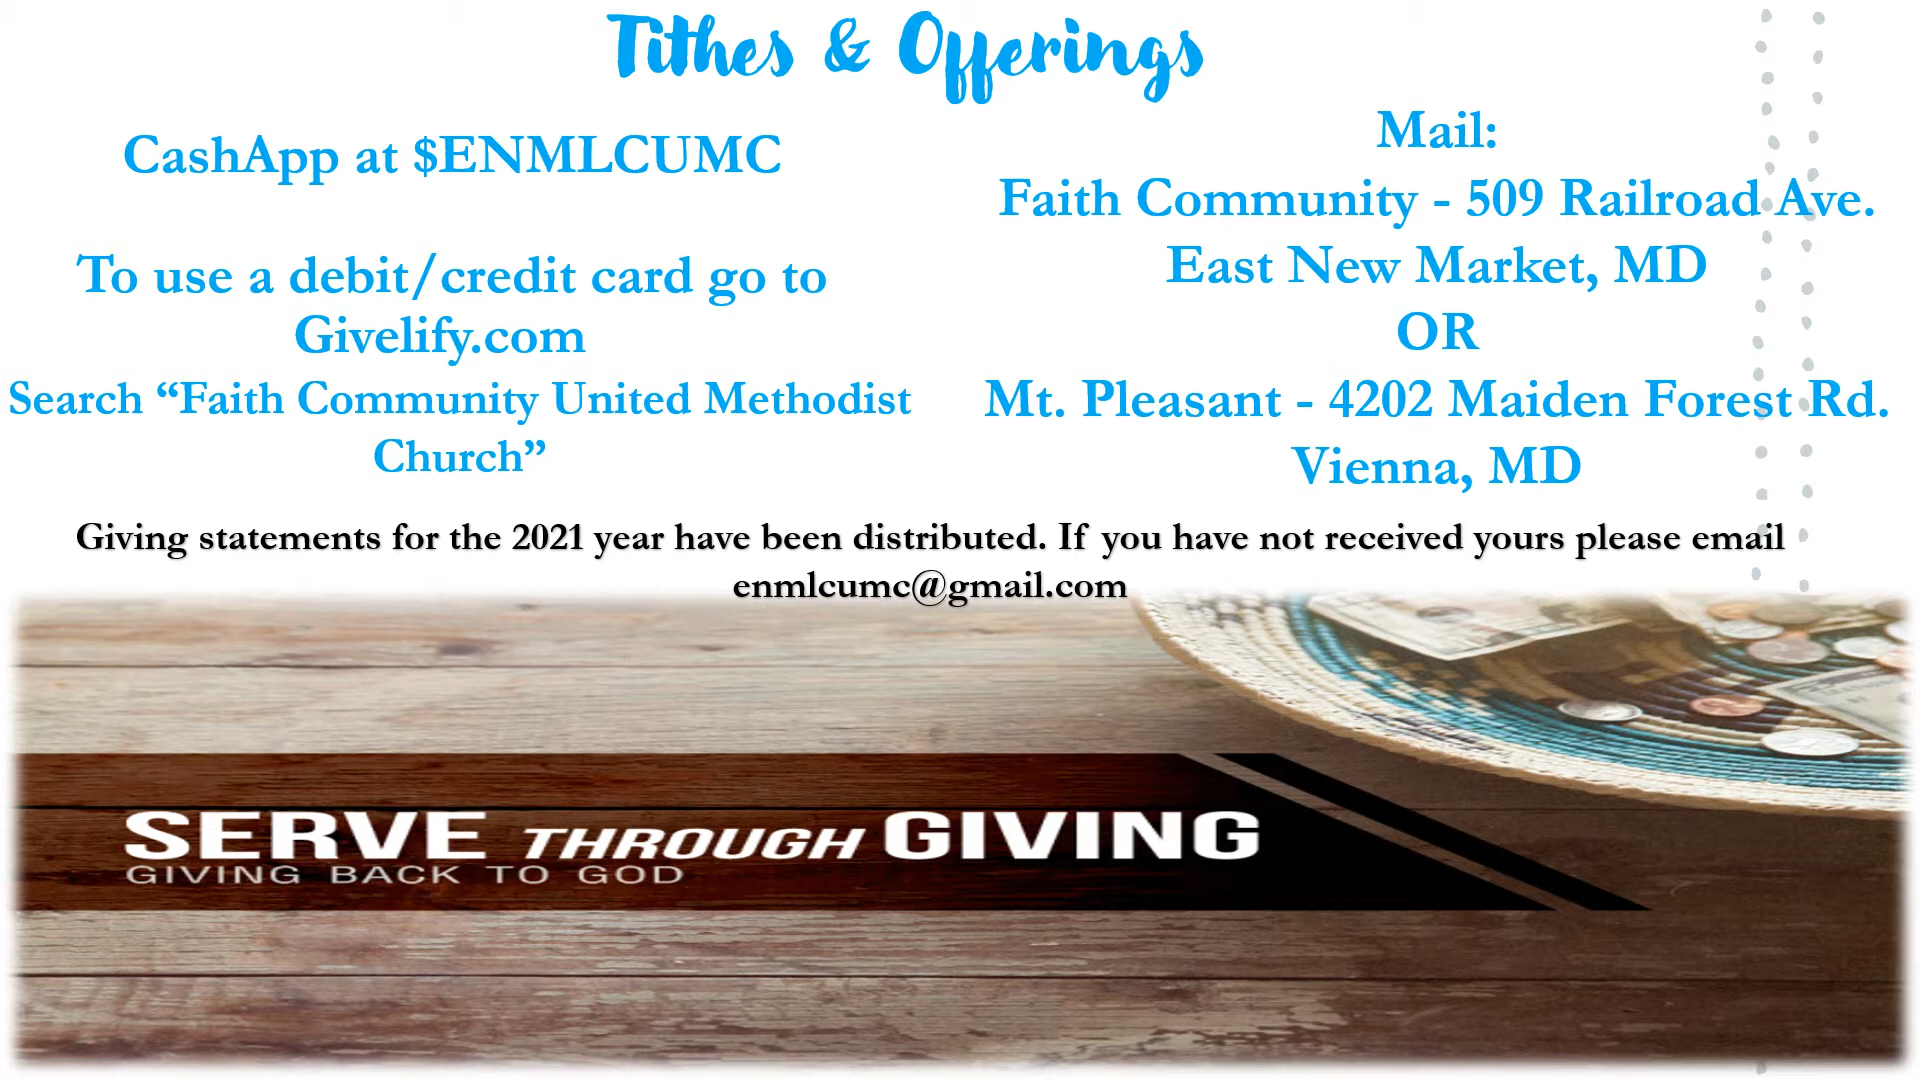 Tithes & Offerings
CashApp at $ENMLCUMC
To use a debit/credit card go to
Givelify.com
Search “Faith Community United Methodist
Church”
Mail:
Faith Community - 509 Railroad Ave.
East New Market, MD
OR
Mt. Pleasant - 4202 Maiden Forest Rd.
Vienna, MD
Giving statements for the 2021 year have been distributed. If you have not received yours please email
enmlcumc@gmail.com
SERVE THROUGH GIVING
GIVING BACK TO GOD